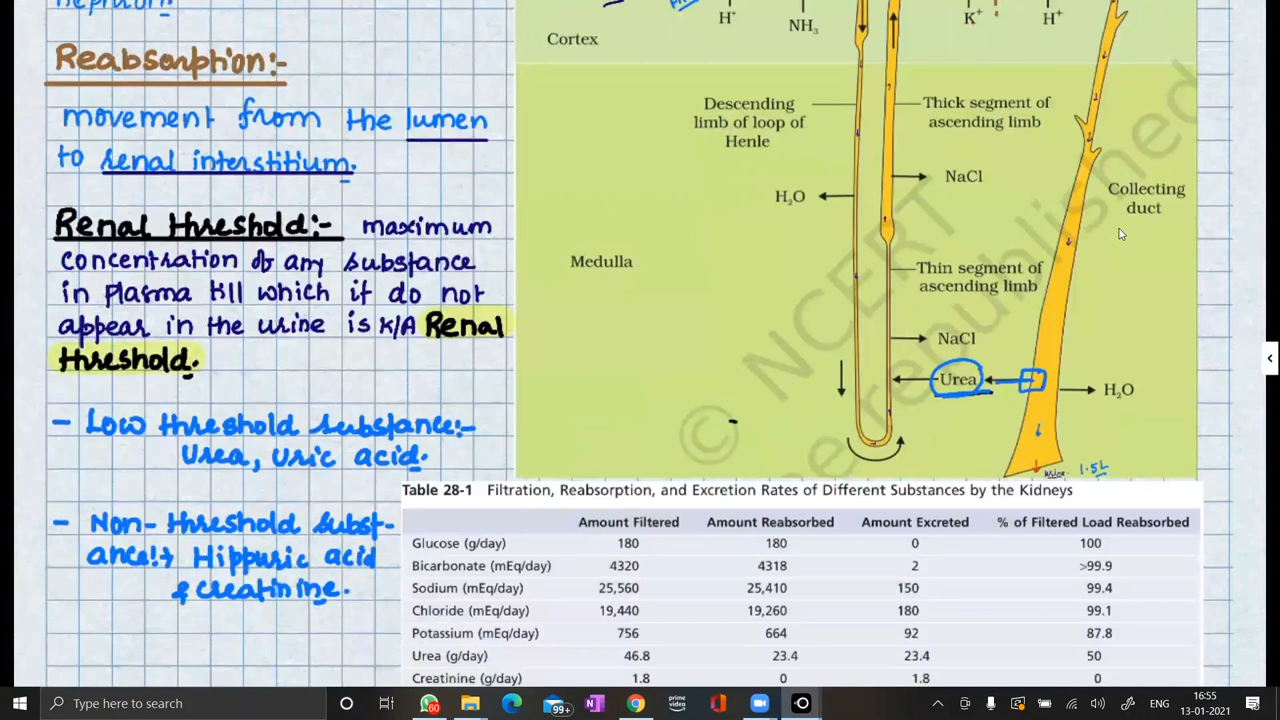 nephron.
Reabsorption:-
movement from the lumen
to renal interstitium.
Renal threshold:- maximum
concentration of any substance
in plasma till which it do not
appear in the urine is K/A Renal
threshold.
- Low threshold substance:-
Urea, Uric acid.
- Non-threshold subst-
ance:→ Hippuric acid
& creatinine.
H+
NH3
K+
H+
Cortex
Descending
limb of loop of
Henle
Thick segment of
ascending limb
NaCl
H2O
Collecting
duct
Medulla
Thin segment of
ascending limb
NaCl
Urea
H2O
Urine - 1.5L
© NCERT
be republished
Table 28-1 Filtration, Reabsorption, and Excretion Rates of Different Substances by the Kidneys
Amount Filtered Amount Reabsorbed Amount Excreted % of Filtered Load Reabsorbed
Glucose (g/day) 180 180 0 100
Bicarbonate (mEq/day) 4320 4318 2 >99.9
Sodium (mEq/day) 25,560 25,410 150 99.4
Chloride (mEq/day) 19,440 19,260 180 99.1
Potassium (mEq/day) 756 664 92 87.8
Urea (g/day) 46.8 23.4 23.4 50
Creatinine (g/day) 1.8 0 1.8 0
Type here to search
60
99+
prime
video
ENG
16:55
13-01-2021